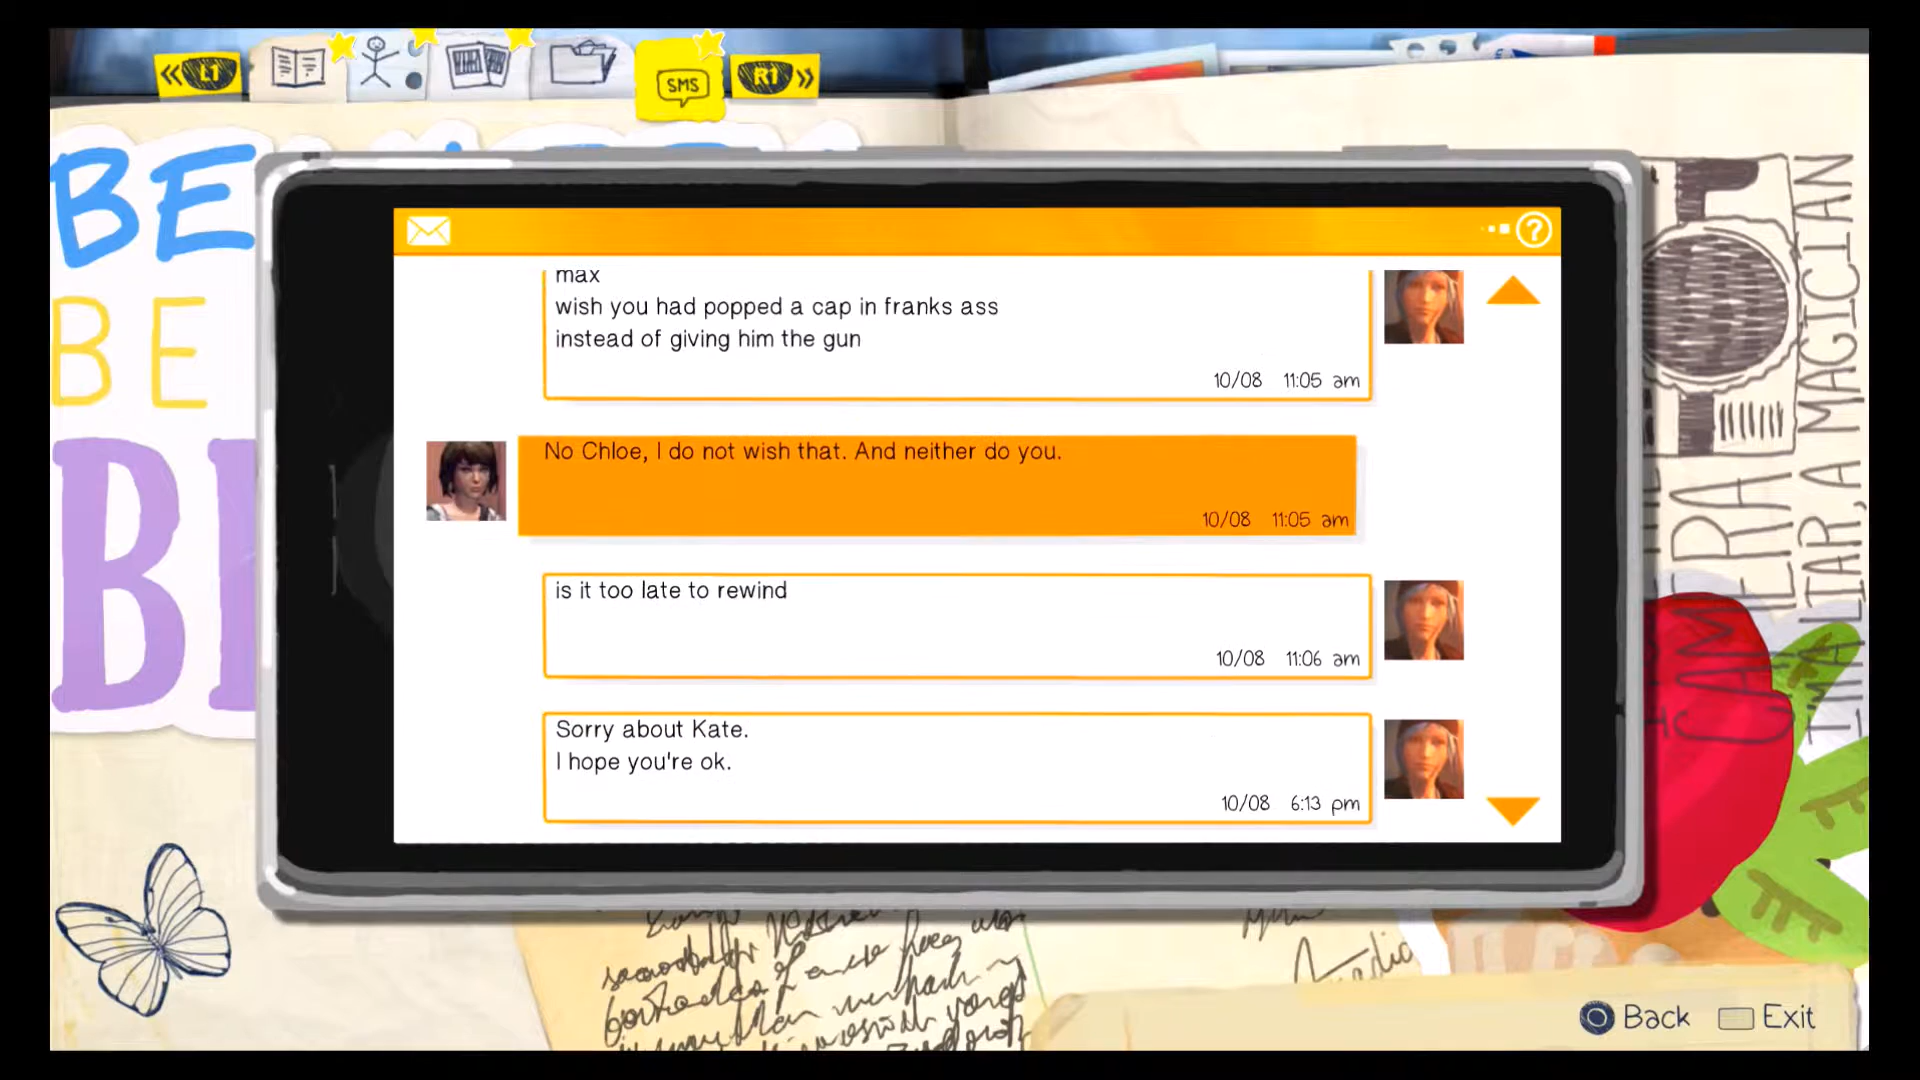 L1
SMS
R1
BE
BE
max
wish you had popped a cap in franks ass
instead of giving him the gun
10/08 11:05 am
No Chloe, I do not wish that. And neither do you.
10/08 11:05 am
is it too late to rewind
10/08 11:06 am
Sorry about Kate.
I hope you're ok.
10/08 6:13 pm
CAMERA
I'M A LIAR, A MAGICIAN
Back
Exit